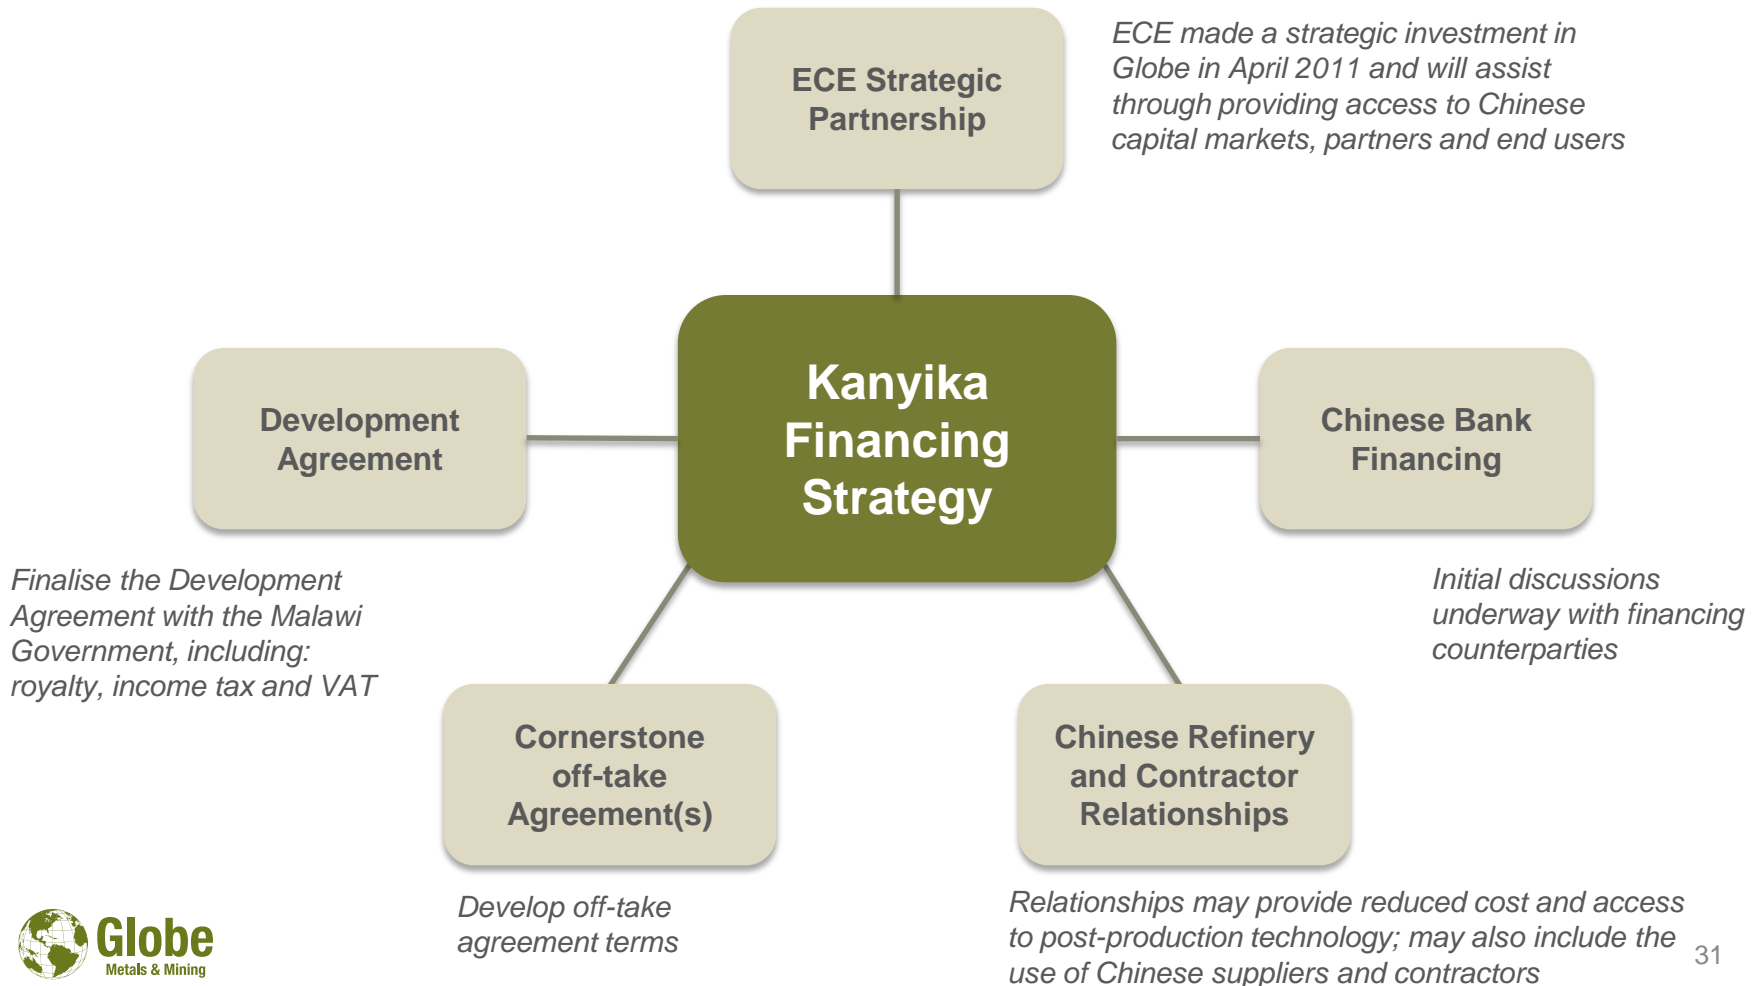 ECE Strategic
Partnership
ECE made a strategic investment in
Globe in April 2011 and will assist
through providing access to Chinese
capital markets, partners and end users
Kanyika
Financing
Strategy
Development
Agreement
Chinese Bank
Financing
Finalise the Development
Agreement with the Malawi
Government, including:
royalty, income tax and VAT
Initial discussions
underway with financing
counterparties
Cornerstone
off-take
Agreement(s)
Chinese Refinery
and Contractor
Relationships
Develop off-take
agreement terms
Relationships may provide reduced cost and access
to post-production technology; may also include the
use of Chinese suppliers and contractors
Globe
Metals & Mining
31